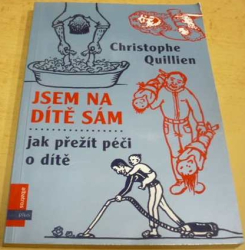 Christophe
Quillien
JSEM NA
DÍTĚ SÁM
jak přežít péči
o dítě